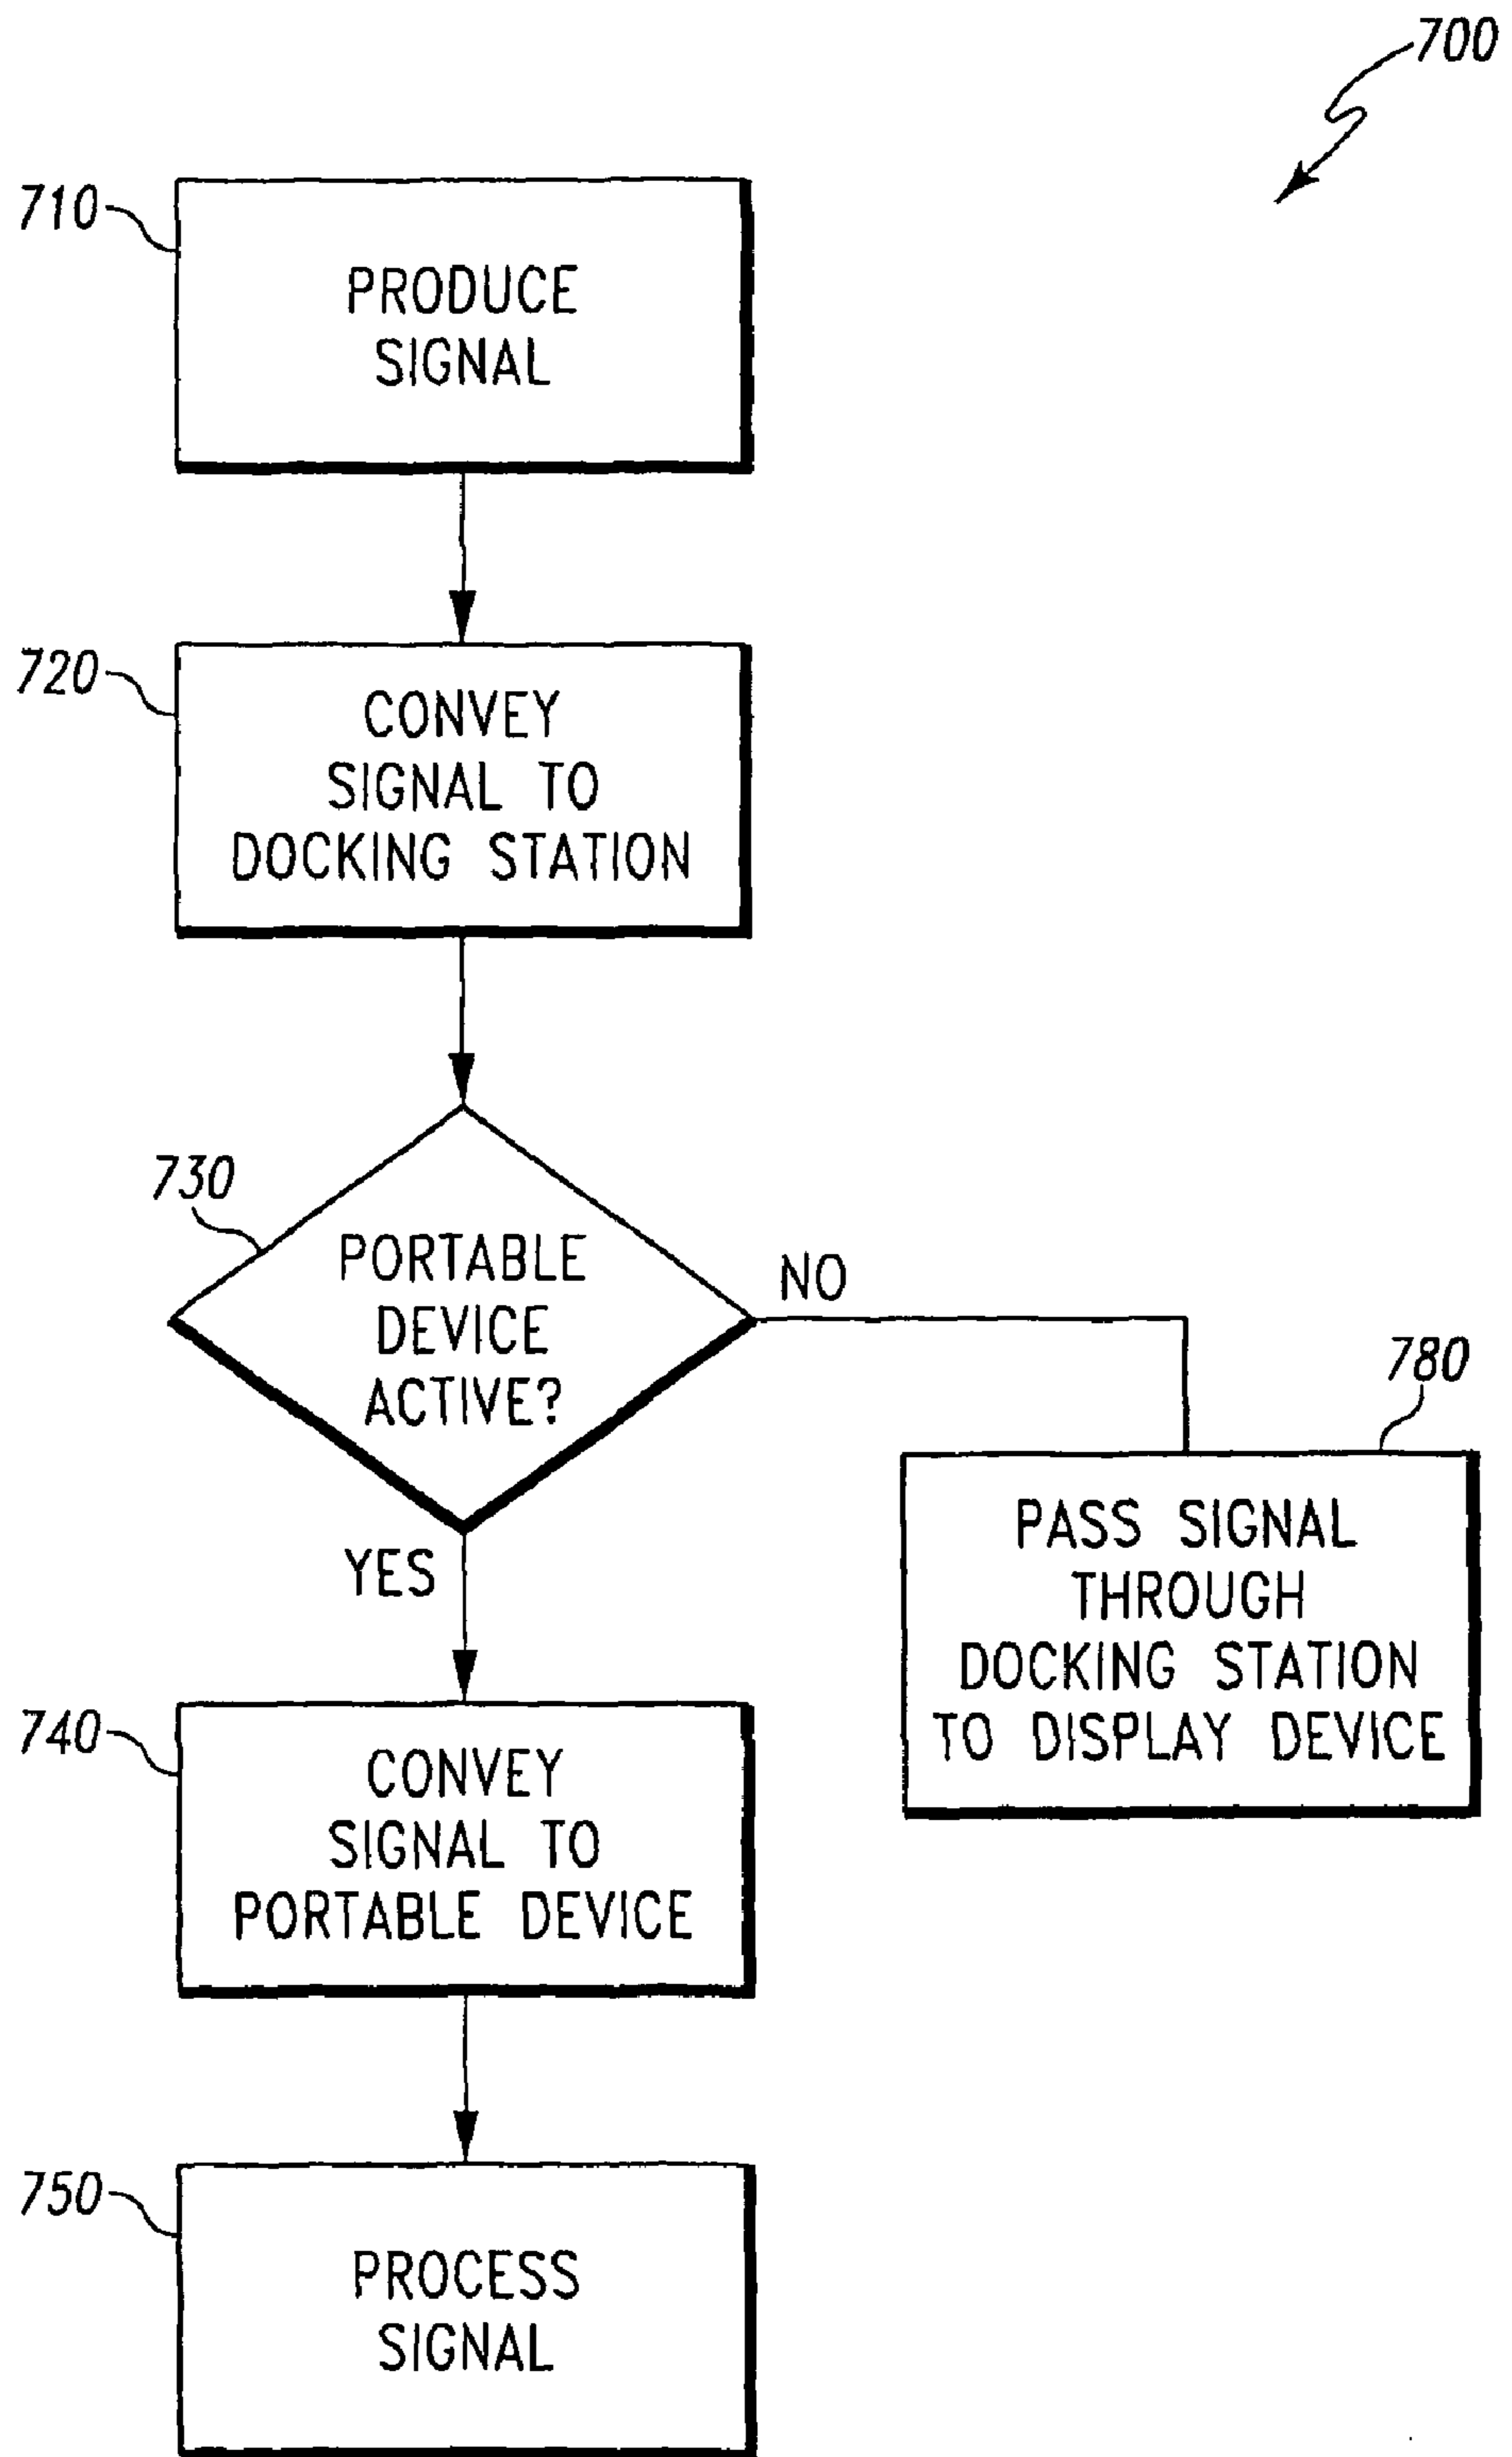 700
710
PRODUCE
SIGNAL
720
CONVEY
SIGNAL TO
DOCKING STATION
730
PORTABLE
DEVICE
ACTIVE?
NO
YES
780
PASS SIGNAL
THROUGH
DOCKING STATION
TO DISPLAY DEVICE
740
CONVEY
SIGNAL TO
PORTABLE DEVICE
750
PROCESS
SIGNAL